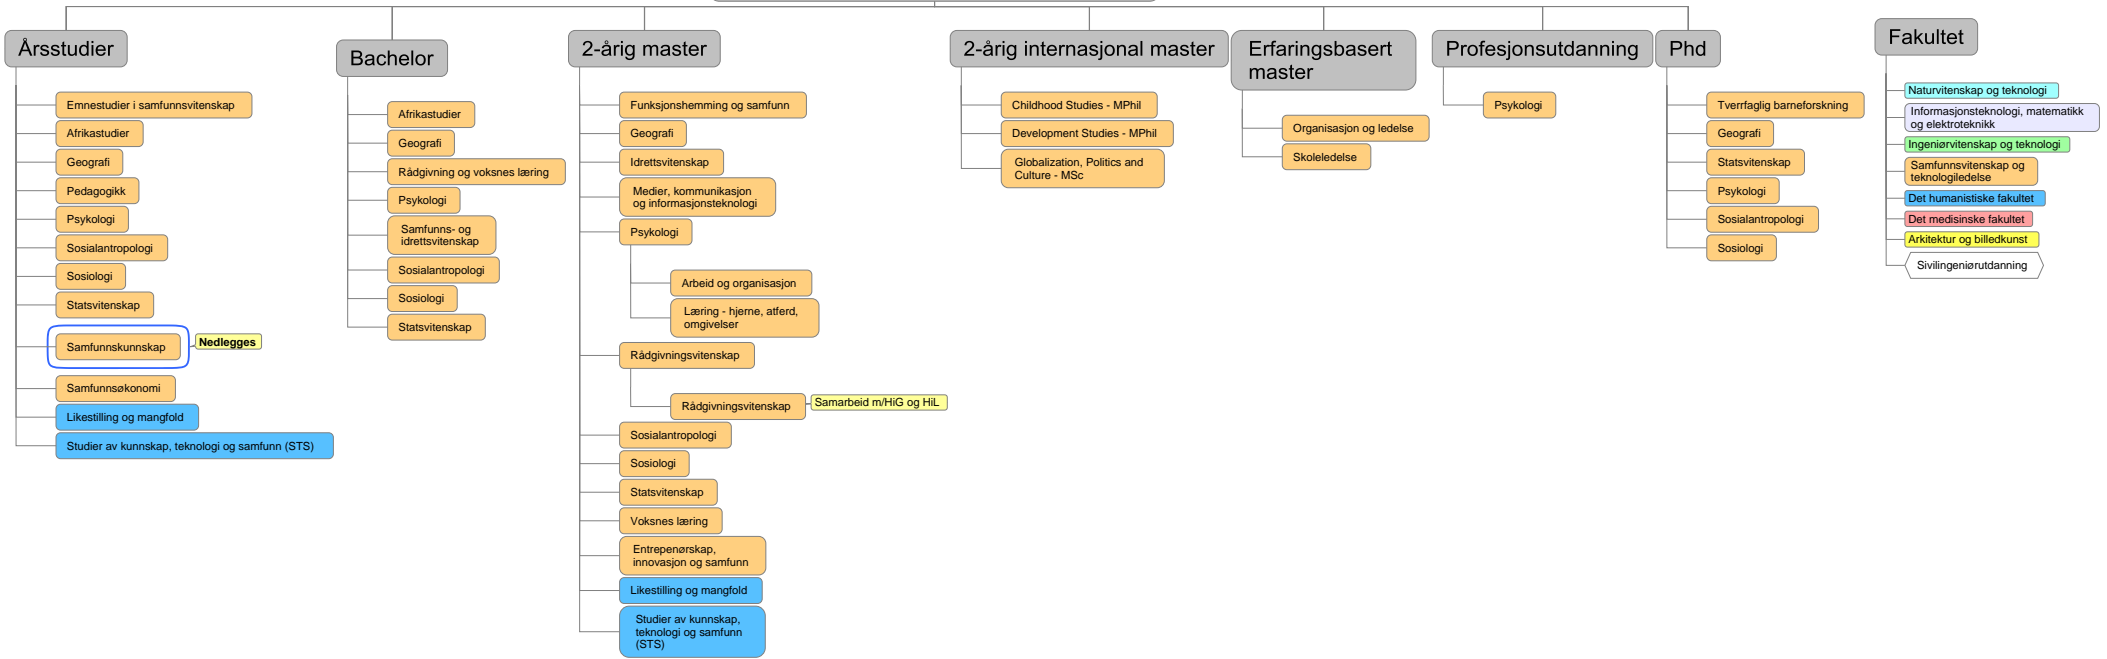 Årsstudier
Emnestudier i samfunnsvitenskap
Afrikastudier
Geografi
Pedagogikk
Psykologi
Sosialantropologi
Sosiologi
Statsvitenskap
Samfunnskunnskap
Nedlegges
Samfunnsøkonomi
Likestilling og mangfold
Studier av kunnskap, teknologi og samfunn (STS)
Bachelor
Afrikastudier
Geografi
Rådgivning og voksnes læring
Psykologi
Samfunns- og
idrettsvitenskap
Sosialantropologi
Sosiologi
Statsvitenskap
2-årig master
Funksjonshemming og samfunn
Geografi
Idrettsvitenskap
Medier, kommunikasjon
og informasjonsteknologi
Psykologi
Arbeid og organisasjon
Læring - hjerne, atferd,
omgivelser
Rådgivningsvitenskap
Rådgivningsvitenskap
Samarbeid m/HiG og HiL
Sosialantropologi
Sosiologi
Statsvitenskap
Voksnes læring
Entrepenørskap,
innovasjon og samfunn
Likestilling og mangfold
Studier av kunnskap,
teknologi og samfunn
(STS)
2-årig internasjonal master
Childhood Studies - MPhil
Development Studies - MPhil
Globalization, Politics and
Culture - MSc
Erfaringsbasert
master
Organisasjon og ledelse
Skoleledelse
Profesjonsutdanning
Psykologi
Phd
Tverrfaglig barneforskning
Geografi
Statsvitenskap
Psykologi
Sosialantropologi
Sosiologi
Fakultet
Naturvitenskap og teknologi
Informasjonsteknologi, matematikk
og elektroteknikk
Ingeniørvitenskap og teknologi
Samfunnsvitenskap og
teknologiledelse
Det humanistiske fakultet
Det medisinske fakultet
Arkitektur og billedkunst
Sivilingeniørutdanning